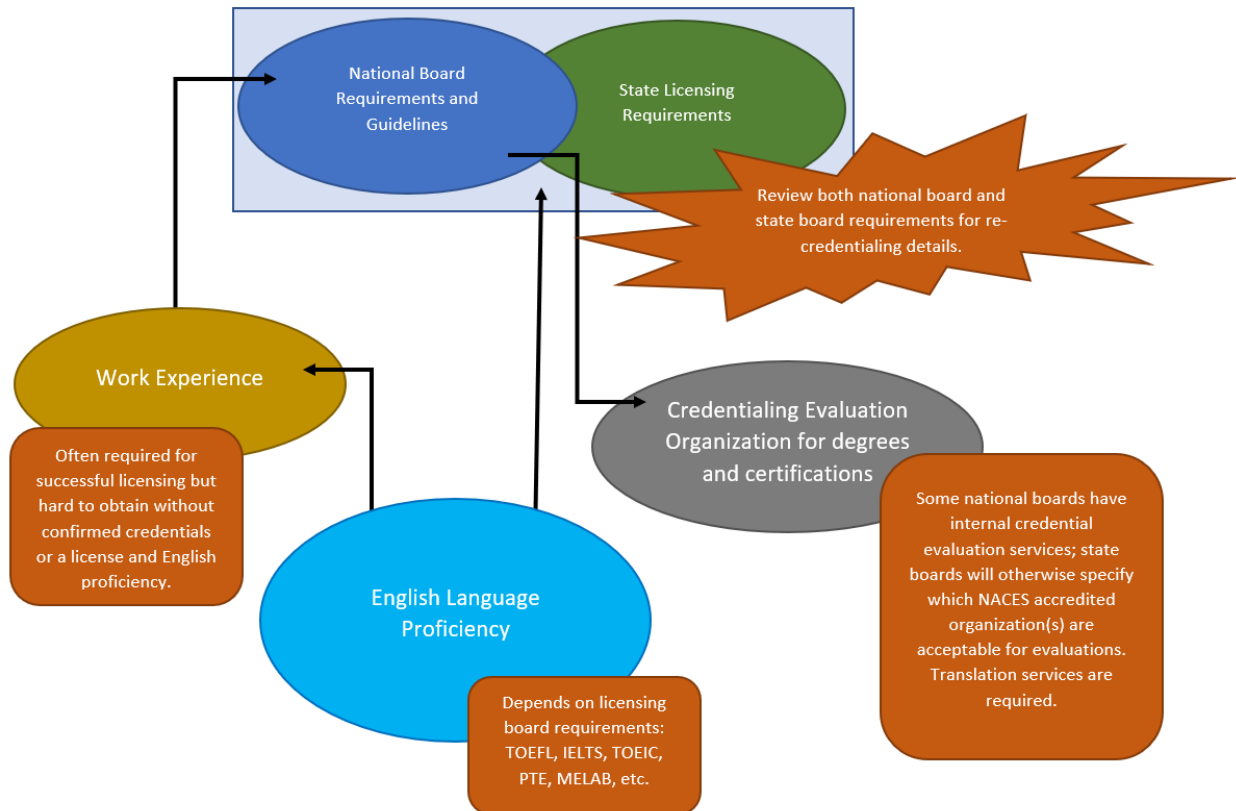 National Board
Requirements and
Guidelines
State Licensing
Requirements
Review both national board and
state board requirements for re-
credentialing details.
Work Experience
Often required for
successful licensing but
hard to obtain without
confirmed credentials
or a license and English
proficiency.
Credentialing Evaluation
Organization for degrees
and certifications
Some national boards have
internal credential
evaluation services; state
boards will otherwise specify
which NACES accredited
organization(s) are
acceptable for evaluations.
Translation services are
required.
English Language
Proficiency
Depends on licensing
board requirements:
TOEFL, IELTS, TOEIC,
PTE, MELAB, etc.